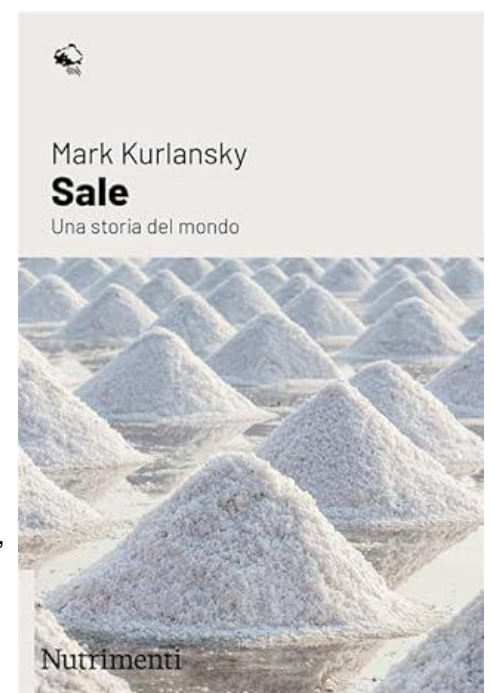 Mark Kurlansky
Sale
Una storia del mondo
,
Nutrimenti